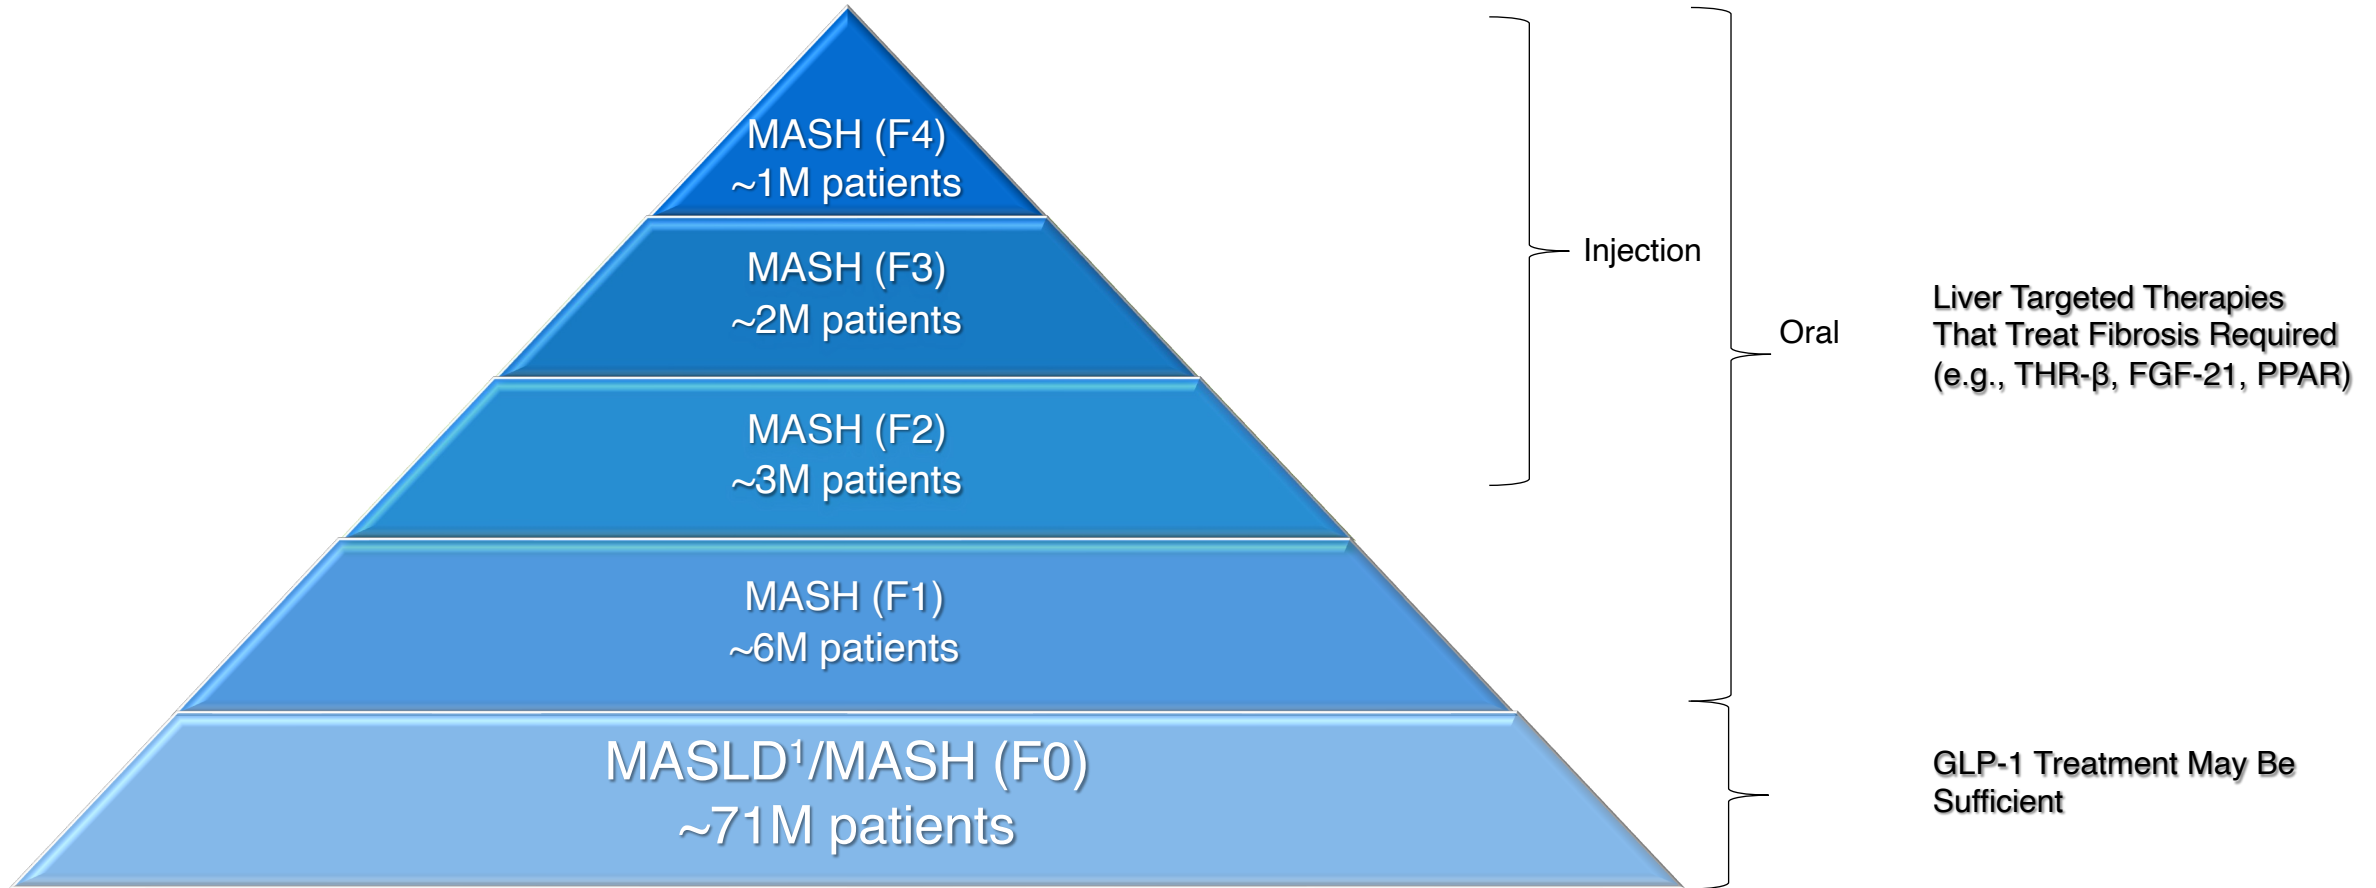 MASH (F4)
~1M patients
MASH (F3)
~2M patients
MASH (F2)
~3M patients
MASH (F1)
~6M patients
MASLD¹/MASH (F0)
~71M patients
Injection
Oral
Liver Targeted Therapies
That Treat Fibrosis Required
(e.g., THR-β, FGF-21, PPAR)
GLP-1 Treatment May Be
Sufficient